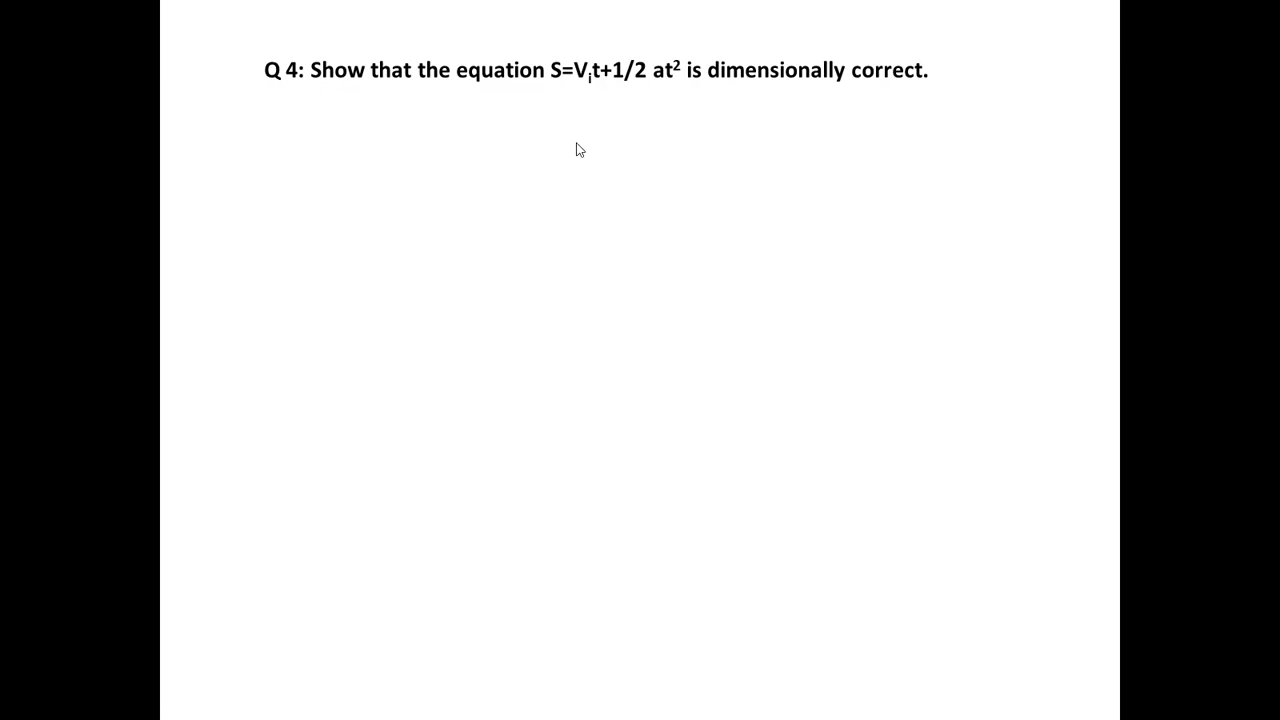 Q 4: Show that the equation S=Vᵢt+1/2 at² is dimensionally correct.